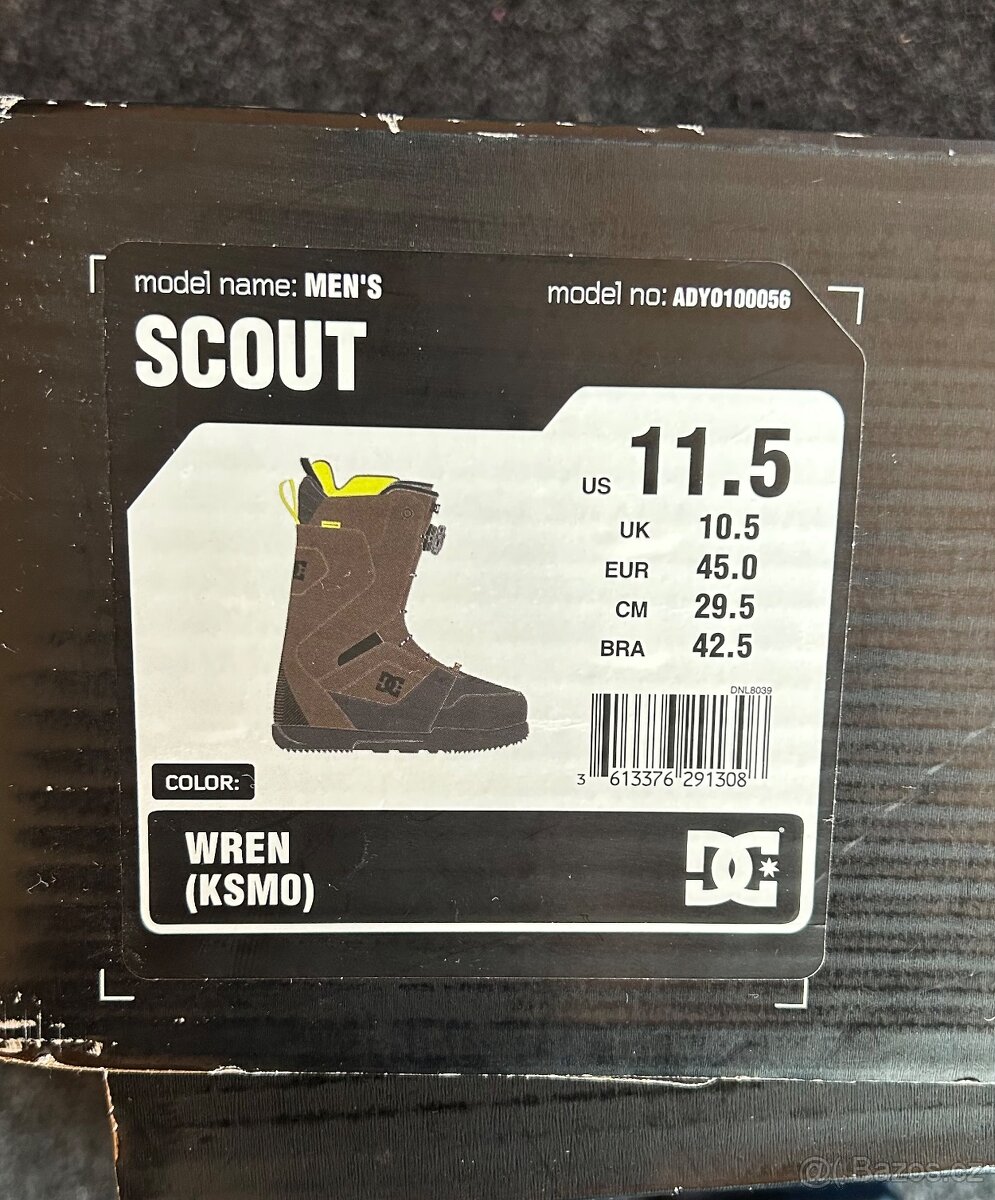 model name: MEN'S
model no: ADYO100056
SCOUT
US 11.5
UK 10.5
EUR 45.0
CM 29.5
BRA 42.5
DNL8039
3 613376 291308
COLOR:
WREN
(KSM0)
DC
Bazos.cz